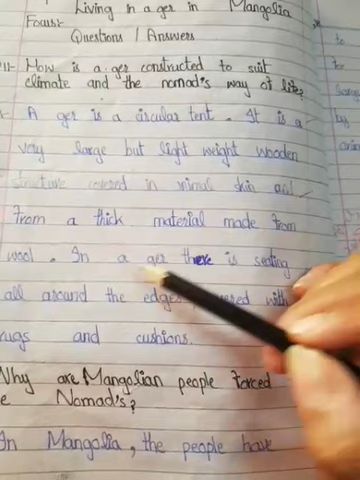 Living in a ger in Mangolia
Questions / Answers
How is a ger constructed to suit
climate and the nomad's way of life?
A ger is a circular tent. It is a
very large but light weight wooden
structure covered in animal skin and
from a thick material made from
wool. In a ger there is seating
all around the edges covered with
rugs and cushions.
Why are Mangolian people forced
Nomad's?
In Mangolia, the people have
to
for
by